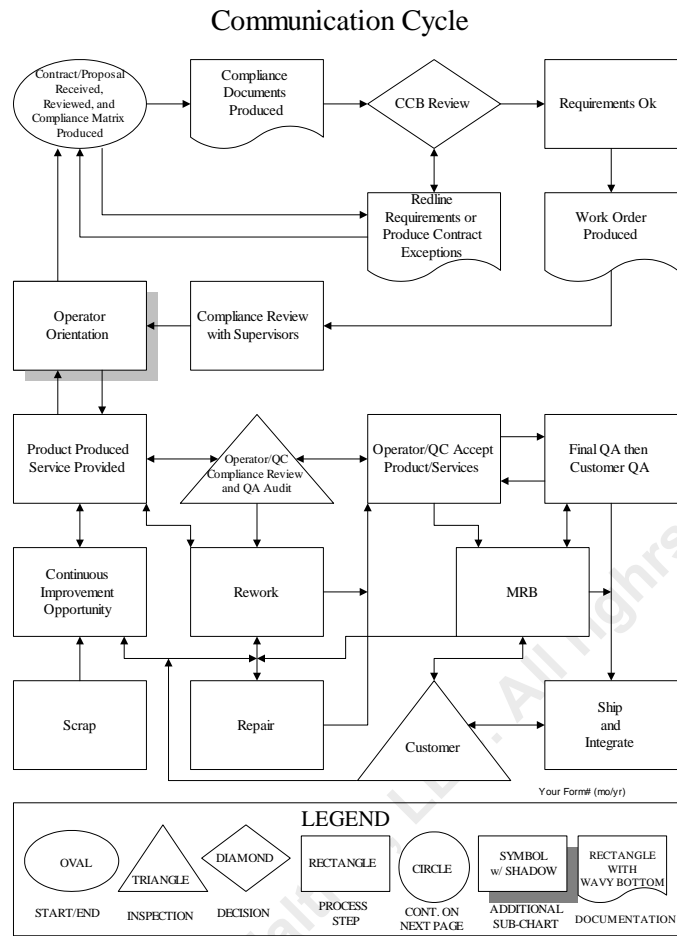 Communication Cycle
Contract/Proposal
Received,
Reviewed, and
Compliance Matrix
Produced
Compliance
Documents
Produced
CCB Review
Requirements Ok
Redline
Requirements or
Produce Contract
Exceptions
Work Order
Produced
Operator
Orientation
Compliance Review
with Supervisors
Product Produced
Service Provided
Operator/QC
Compliance Review
and QA Audit
Operator/QC Accept
Product/Services
Final QA then
Customer QA
Continuous
Improvement
Opportunity
Rework
MRB
Scrap
Repair
Customer
Ship
and
Integrate
Your Form# (mo/yr)
LEGEND
OVAL
TRIANGLE
DIAMOND
RECTANGLE
CIRCLE
SYMBOL
w/ SHADOW
RECTANGLE
WITH
WAVY BOTTOM
START/END
INSPECTION
DECISION
PROCESS
STEP
CONT. ON
NEXT PAGE
ADDITIONAL
SUB-CHART
DOCUMENTATION
. All righrs